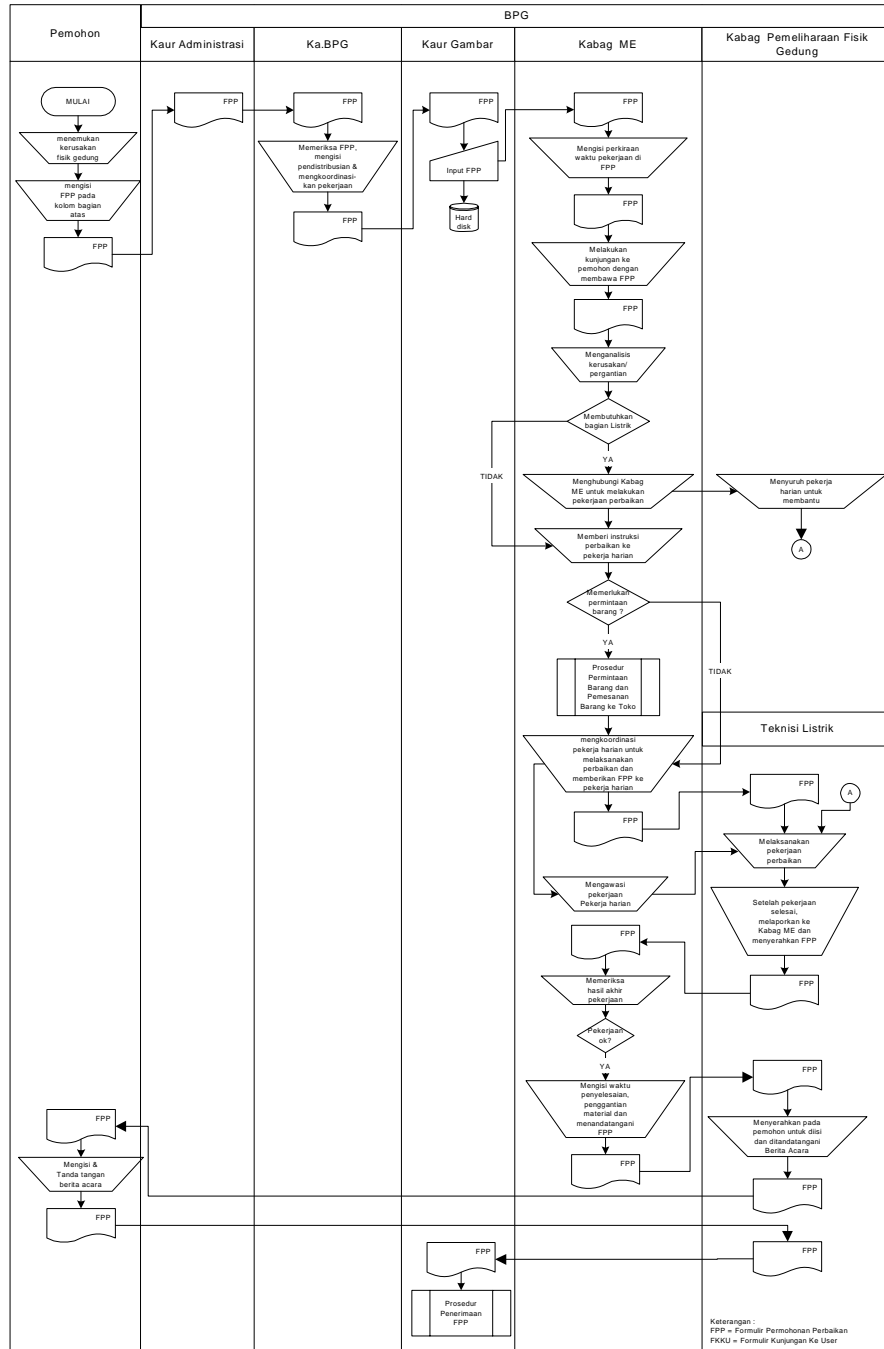 BPG
Pemohon
Kaur Administrasi
Ka.BPG
Kaur Gambar
Kabag ME
Kabag Pemeliharaan Fisik
Gedung
MULAI
menemukan
kerusakan
fisik gedung
mengisi
FPP pada
kolom bagian
atas
FPP
FPP
FPP
Memeriksa FPP,
mengisi
pendistribusian &
mengkoordinasi-
kan pekerjaan
FPP
FPP
Input FPP
Hard
disk
FPP
Mengisi perkiraan
waktu pekerjaan di
FPP
FPP
Melakukan
kunjungan ke
pemohon dengan
membawa FPP
FPP
Menganalisis
kerusakan/
pergantian
Membutuhkan
bagian Listrik
YA
TIDAK
Menghubungi Kabag
ME untuk melakukan
pekerjaan perbaikan
Menyuruh pekerja
harian untuk
membantu
A
Memberi instruksi
perbaikan ke
pekerja harian
Memerlukan
permintaan
barang ?
YA
TIDAK
Prosedur
Permintaan
Barang dan
Pemesanan
Barang ke Toko
Teknisi Listrik
mengkoordinasi
pekerja harian untuk
melaksanakan
perbaikan dan
memberikan FPP ke
pekerja harian
FPP
FPP
A
Melaksanakan
pekerjaan
perbaikan
Mengawasi
pekerjaan
Pekerja harian
Setelah pekerjaan
selesai,
melaporkan ke
Kabag ME dan
menyerahkan FPP
FPP
FPP
Memeriksa
hasil akhir
pekerjaan
Pekerjaan
ok?
YA
Mengisi waktu
penyelesaian,
penggantian
material dan
menandatangani
FPP
FPP
FPP
Menyerahkan pada
pemohon untuk diisi
dan ditandatangani
Berita Acara
FPP
FPP
Mengisi &
Tanda tangan
berita acara
FPP
FPP
FPP
Prosedur
Penerimaan
FPP
Keterangan :
FPP = Formulir Permohonan Perbaikan
FKKU = Formulir Kunjungan Ke User